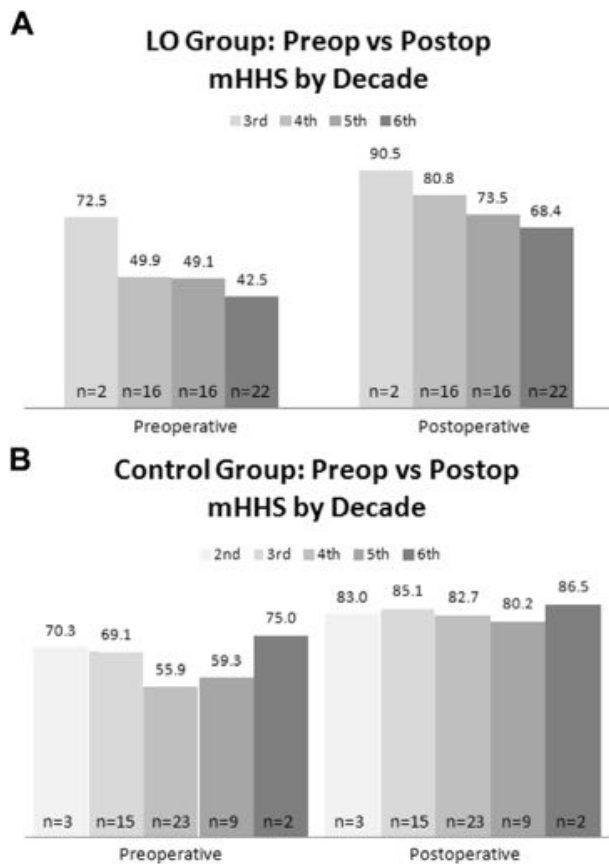 A
LO Group: Preop vs Postop
mHHS by Decade
3rd 4th 5th 6th
72.5 49.9 49.1 42.5 90.5 80.8 73.5 68.4
n=2 n=16 n=16 n=22 n=2 n=16 n=16 n=22
Preoperative Postoperative
B
Control Group: Preop vs Postop
mHHS by Decade
2nd 3rd 4th 5th 6th
70.3 69.1 55.9 59.3 75.0 83.0 85.1 82.7 80.2 86.5
n=3 n=15 n=23 n=9 n=2 n=3 n=15 n=23 n=9 n=2
Preoperative Postoperative